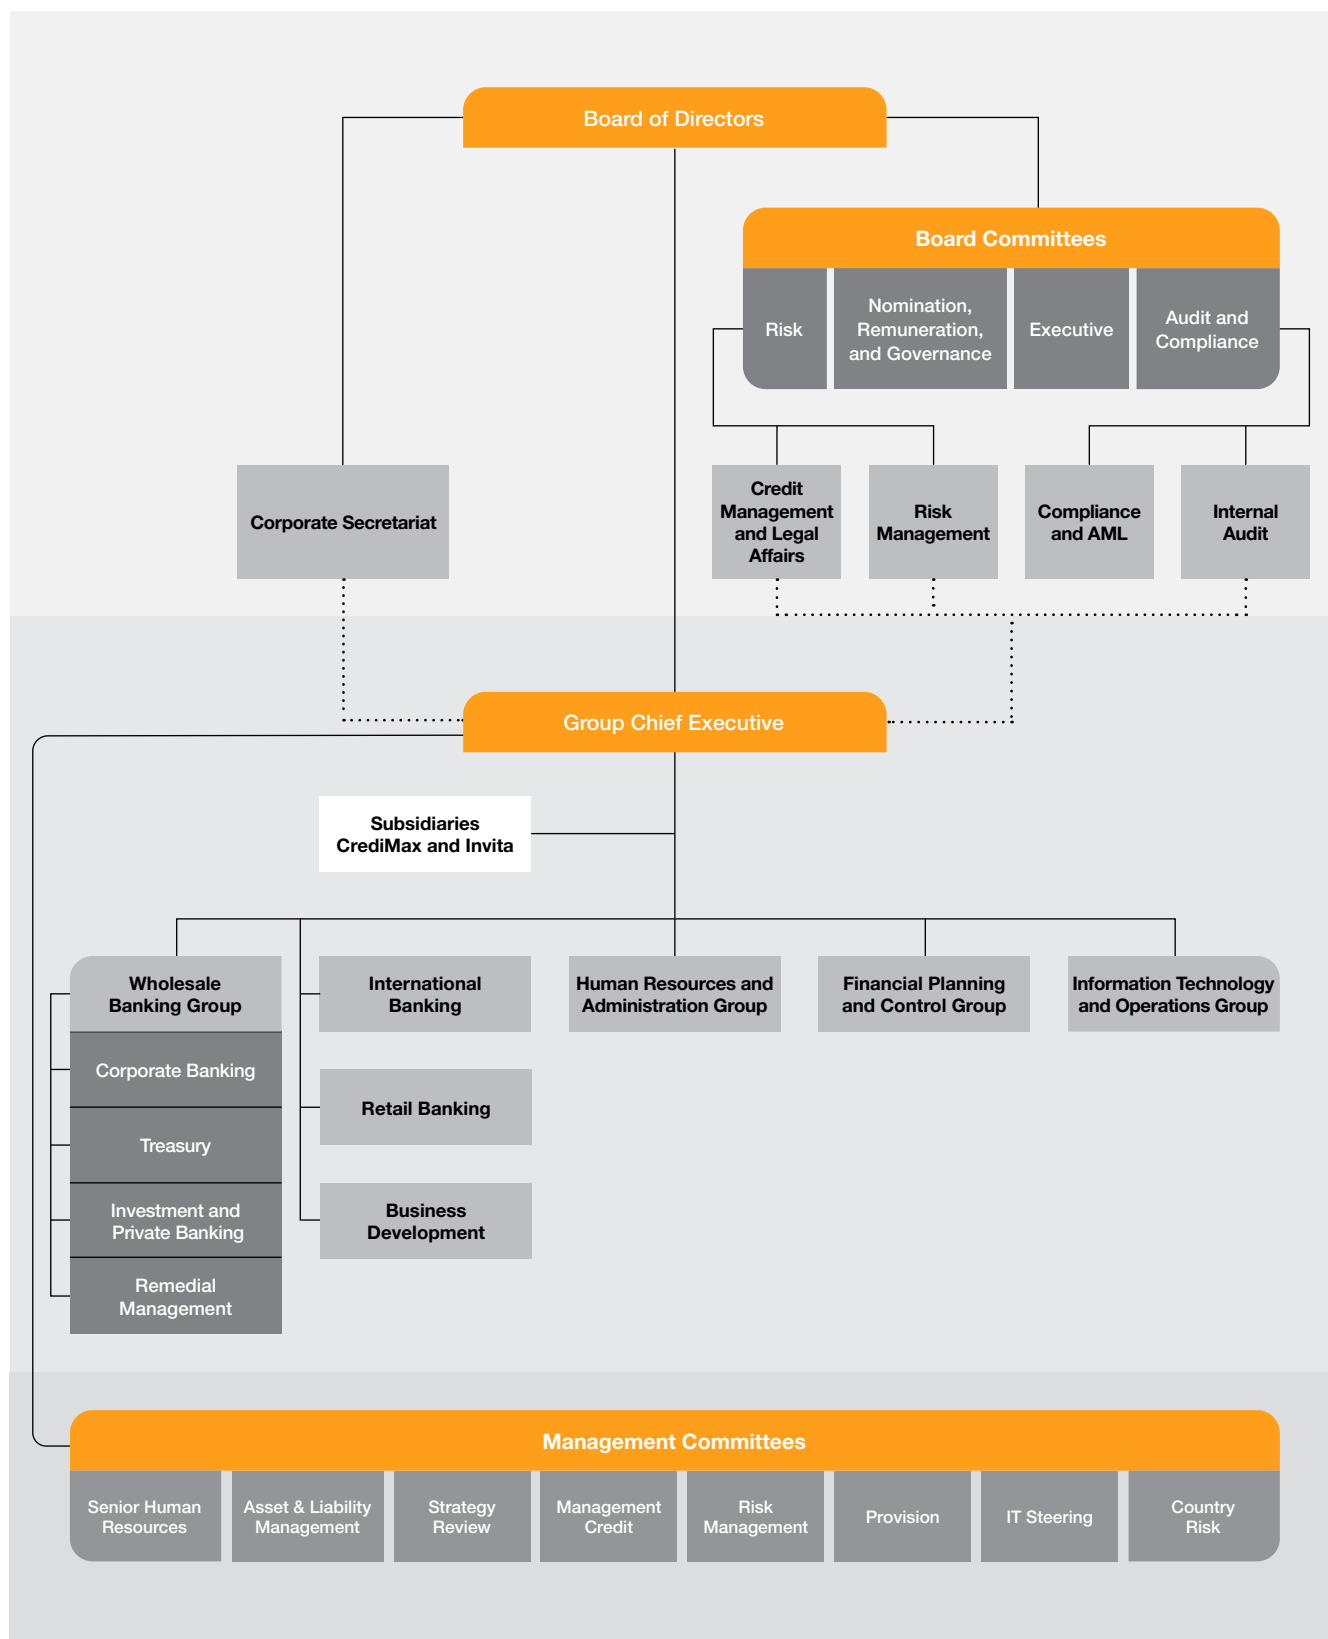 Board of Directors
Board Committees
Risk
Nomination,
Remuneration,
and Governance
Executive
Audit and
Compliance
Corporate Secretariat
Credit
Management
and Legal
Affairs
Risk
Management
Compliance
and AML
Internal
Audit
Group Chief Executive
Subsidiaries
CrediMax and Invita
Wholesale
Banking Group
Corporate Banking
Treasury
Investment and
Private Banking
Remedial
Management
International
Banking
Retail Banking
Business
Development
Human Resources and
Administration Group
Financial Planning
and Control Group
Information Technology
and Operations Group
Management Committees
Senior Human
Resources
Asset & Liability
Management
Strategy
Review
Management
Credit
Risk
Management
Provision
IT Steering
Country
Risk